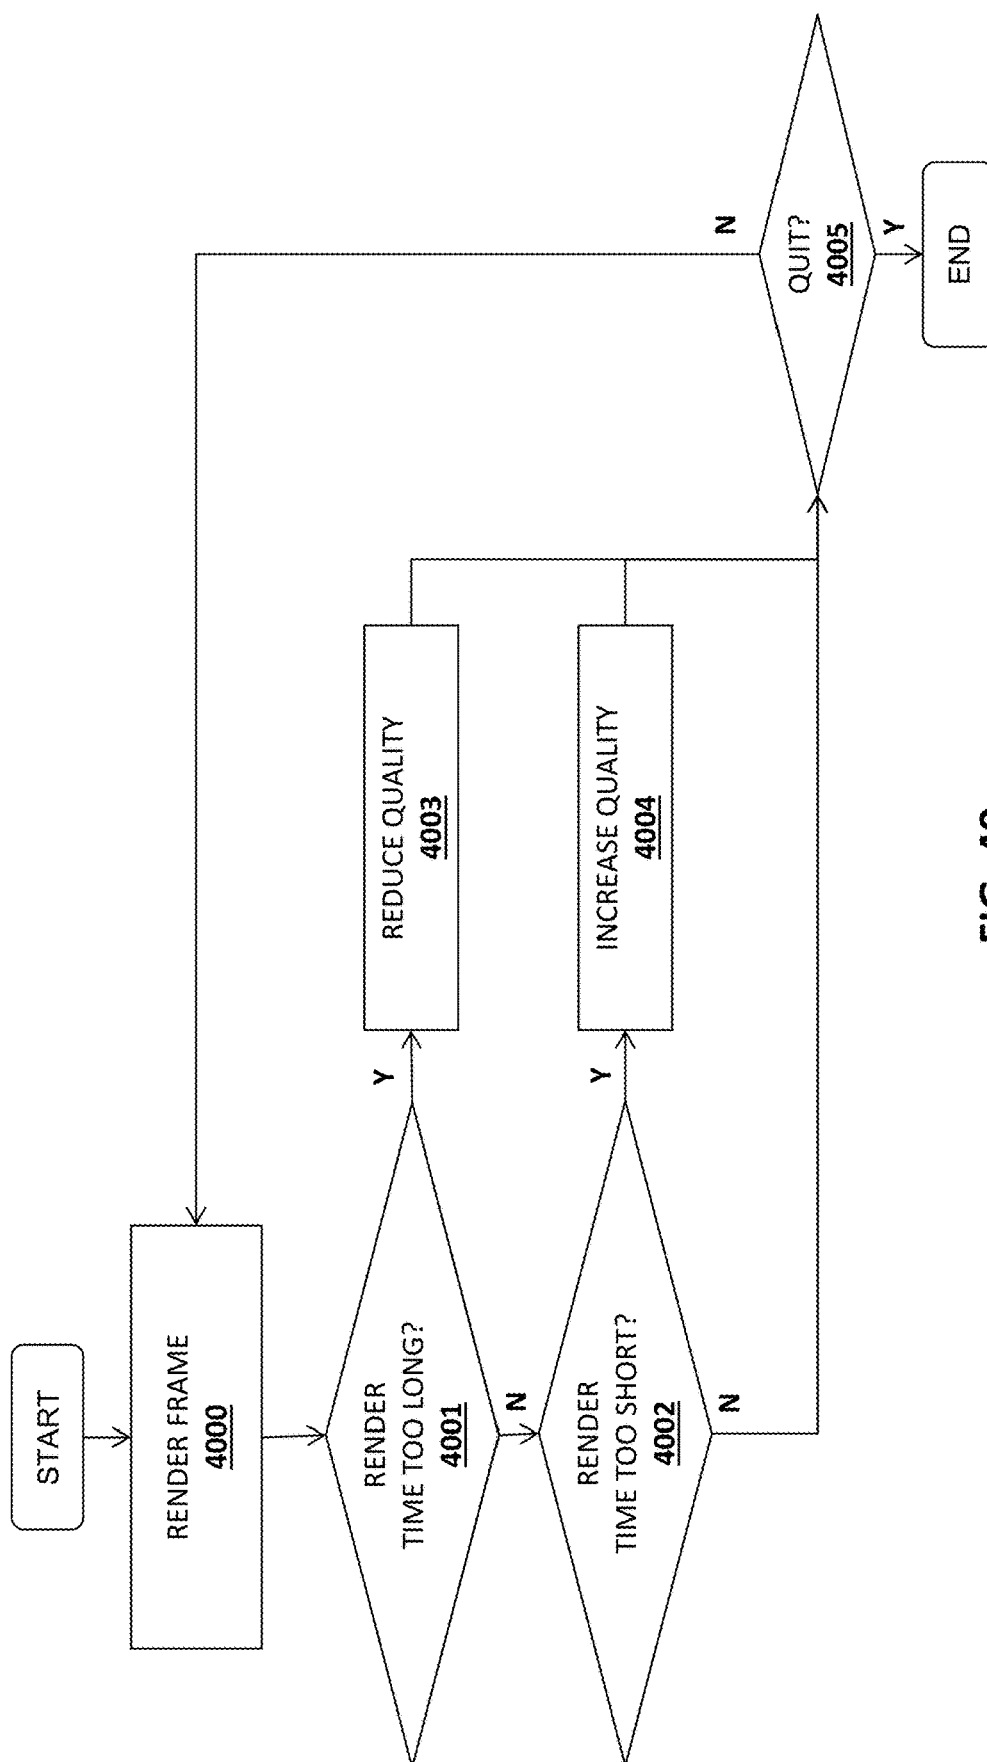 START
RENDER FRAME
4000
RENDER
TIME TOO LONG?
4001
Y
REDUCE QUALITY
4003
N
RENDER
TIME TOO SHORT?
4002
Y
INCREASE QUALITY
4004
N
QUIT?
4005
N
Y
END